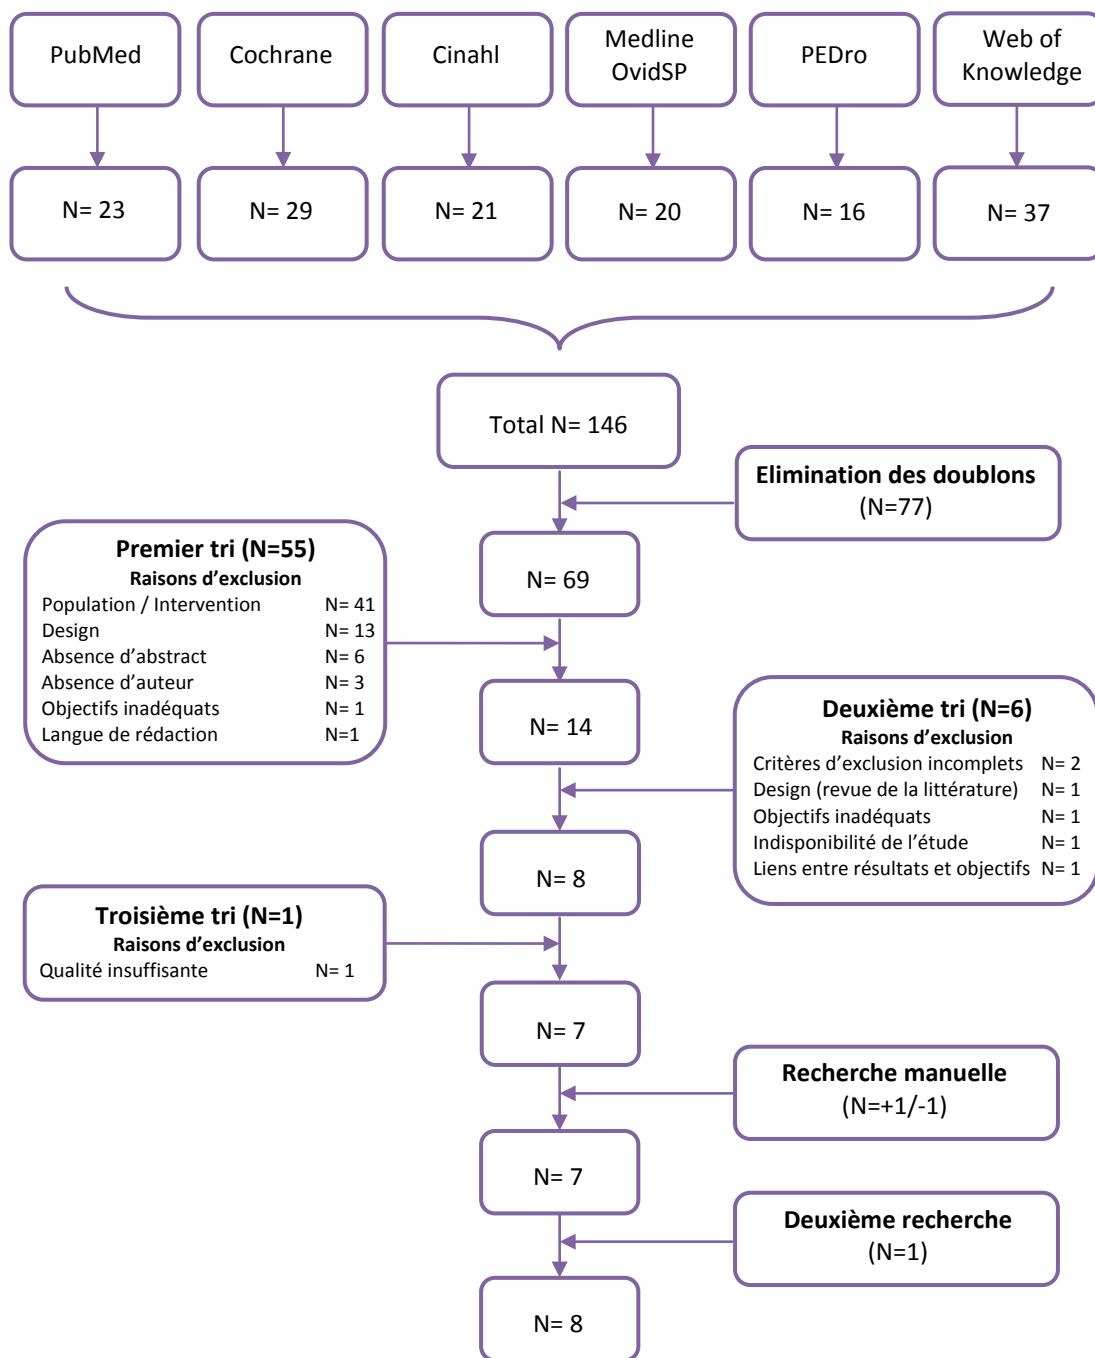 PubMed
Cochrane
Cinahl
Medline
OvidSP
PEDro
Web of
Knowledge
N= 23
N= 29
N= 21
N= 20
N= 16
N= 37
Total N= 146
Elimination des doublons
(N=77)
N= 69
Premier tri (N=55)
Raisons d’exclusion
Population / Intervention N= 41
Design N= 13
Absence d’abstract N= 6
Absence d’auteur N= 3
Objectifs inadéquats N= 1
Langue de rédaction N=1
N= 14
Deuxième tri (N=6)
Raisons d’exclusion
Critères d’exclusion incomplets N= 2
Design (revue de la littérature) N= 1
Objectifs inadéquats N= 1
Indisponibilité de l’étude N= 1
Liens entre résultats et objectifs N= 1
N= 8
Troisième tri (N=1)
Raisons d’exclusion
Qualité insuffisante N= 1
N= 7
Recherche manuelle
(N=+1/-1)
N= 7
Deuxième recherche
(N=1)
N= 8